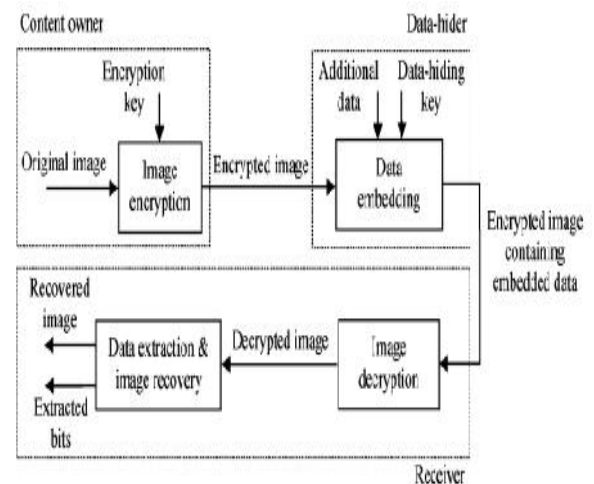 Content owner
Data-hider
Encryption
key
Additional
data
Data-hiding
key
Original image
Image
encryption
Encrypted image
Data
embedding
Encrypted image
containing
embedded data
Recovered
image
Data extraction &
image recovery
Decrypted image
Image
decryption
Extracted
bits
Receiver